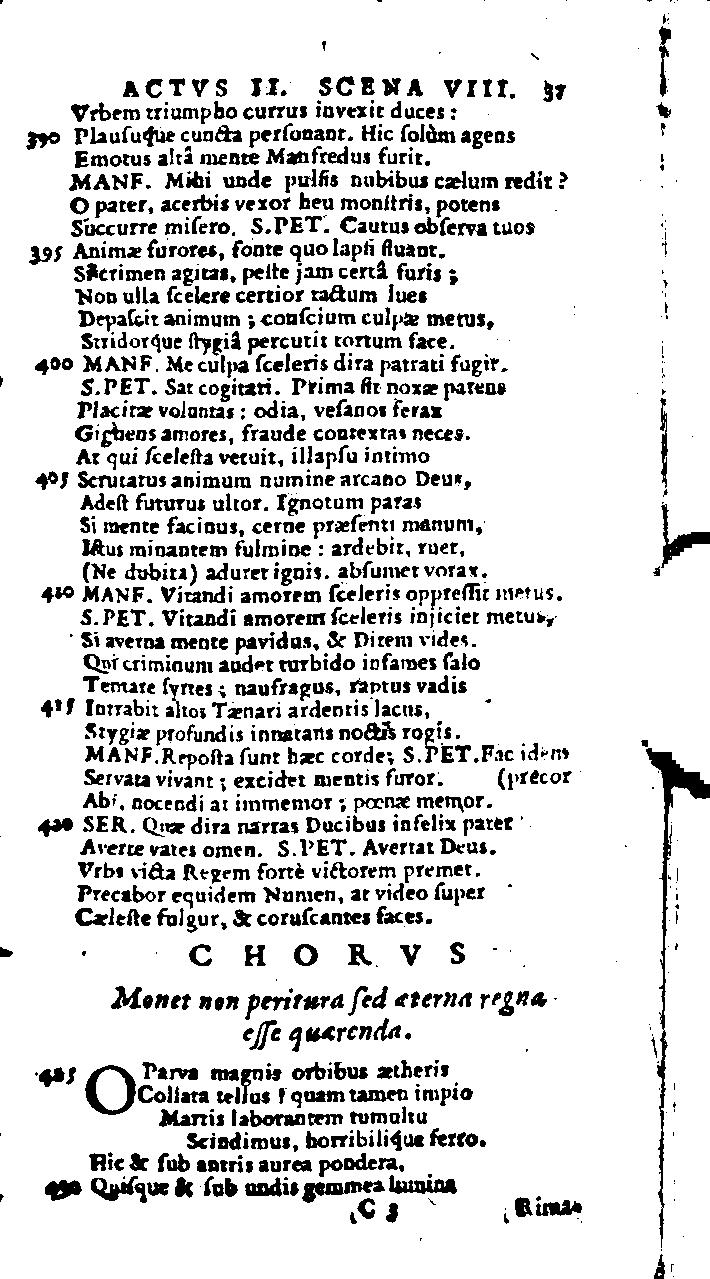 ACTVS II. SCENA VIII. 37
Vrbem triumpho currus invexit duces:
390 Plausuq́ue cuncta personant. Hic solùm agens
Emotus altâ mente Manfredus furit.
MANF. Mihi unde pulsis nubibus cælum redit?
O pater, acerbis vexor heu monstris, potens
Succurre misero. S.PET. Cautus observa tuos
395 Animæ furores, fonte quo lapsi fluant.
Si crimen agitas, peste jam certâ furis;
Non ulla scelere certior tactum lues
Depascit animum; conscium culpæ metus,
Stridorq́ue stygiâ percutit tortum face.
400 MANF. Me culpa sceleris dira patrati fugit.
S.PET. Sat cogitati. Prima fit noxæ parens
Placitæ voluntas: odia, vesanos ferax
Gignens amores, fraude contextas neces.
At qui scelesta vetuit, illapsu intimo
405 Scrutatus animum numine arcano Deus,
Adest futurus ultor. Ignotum paras
Si mente facinus, cerne præsenti manum,
Istus minantem fulmine: ardebit, ruet,
(Ne dubita) aduret ignis. absumet vorax.
410 MANF. Vitandi amorem sceleris oppressit metus.
S.PET. Vitandi amorem sceleris injiciet metus,
Si averna mente pavidus, & Ditem vides.
Qui criminum audet turbido infames salo
Tentare syrtes; naufragus, raptus vadis
415 Intrabit altos Tænari ardentis lacus,
Stygiæ profundis innatans noctis rogis.
MANF. Reposta sunt hæc corde; S.PET. Fac idem
Servata vivant; excidet mentis furor. (precor
Abi, nocendi at immemor; pœnæ memor.
420 SER. Quæ dira narras Ducibus infelix pater
Averte vates omen. S.PET. Avertat Deus.
Vrbs victa Regem fortè victorem premet.
Precabor equidem Numen, at video super
Cæleste fulgur, & coruscantes faces.
CHORVS
Monet non peritura sed æterna regna
esse quærenda.
425 O Parva magnis orbibus ætheris
Collata tellus! quam tamen impio
Martis laborantem tumultu
Scindimus, horribiliq́ue ferro.
Hic & sub antris aurea pondera,
430 Quisque & sub undis gemmea lumina
C 3 Rima-